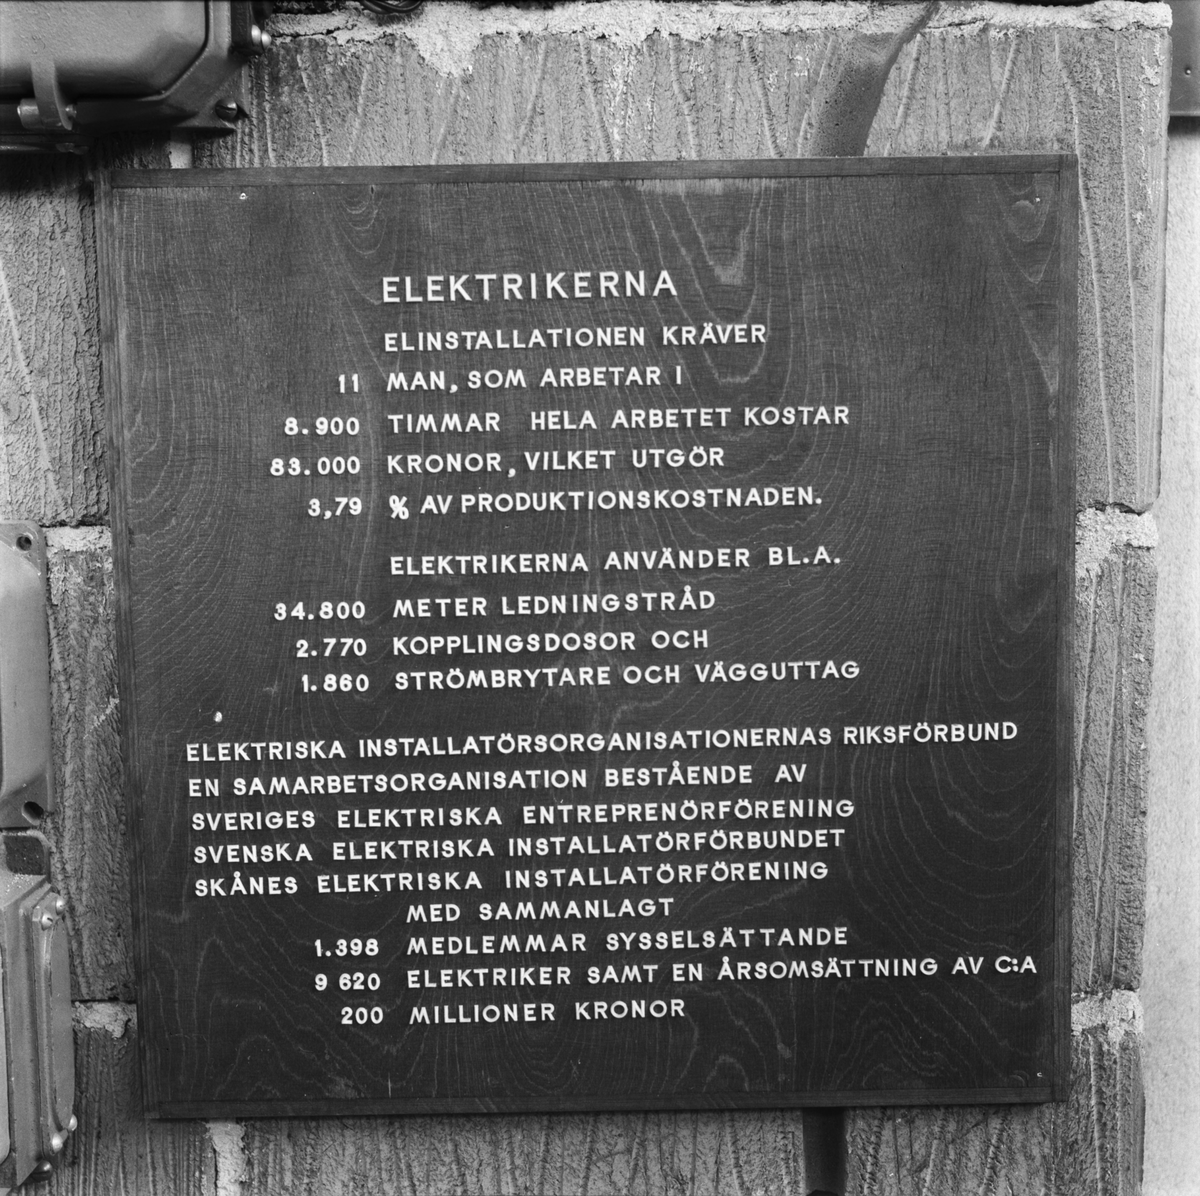 ELEKTRIKERNA
ELINSTALLATIONEN KRÄVER
11 MAN, SOM ARBETAR I
8.900 TIMMAR HELA ARBETET KOSTAR
83.000 KRONOR, VILKET UTGÖR
3,79 % AV PRODUKTIONSKOSTNADEN.
ELEKTRIKERNA ANVÄNDER BL.A.
34.800 METER LEDNINGSTRÅD
2.770 KOPPLINGSDOSOR OCH
1.860 STRÖMBRYTARE OCH VÄGGUTTAG
ELEKTRISKA INSTALLATÖRSORGANISATIONERNAS RIKSFÖRBUND
EN SAMARBETSORGANISATION BESTÅENDE AV
SVERIGES ELEKTRISKA ENTREPRENÖRFÖRENING
SVENSKA ELEKTRISKA INSTALLATÖRFÖRBUNDET
SKÅNES ELEKTRISKA INSTALLATÖRFÖRENING
MED SAMMANLAGT
1.398 MEDLEMMAR SYSSELSÄTTANDE
9 620 ELEKTRIKER SAMT EN ÅRSOMSÄTTNING AV C:A
200 MILLIONER KRONOR